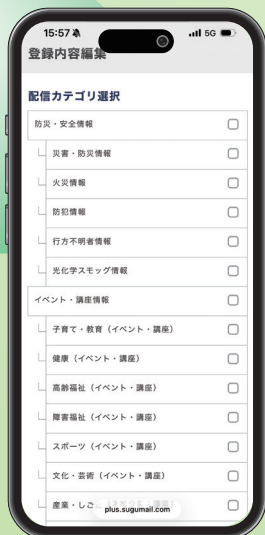 15:57
5G
登録内容編集
配信カテゴリ選択
防災・安全情報
災害・防災情報
火災情報
防犯情報
行方不明者情報
光化学スモッグ情報
イベント・講座情報
子育て・教育（イベント・講座）
健康（イベント・講座）
高齢福祉（イベント・講座）
障害福祉（イベント・講座）
スポーツ（イベント・講座）
文化・芸術（イベント・講座）
産業・しご
plus.sugumail.com